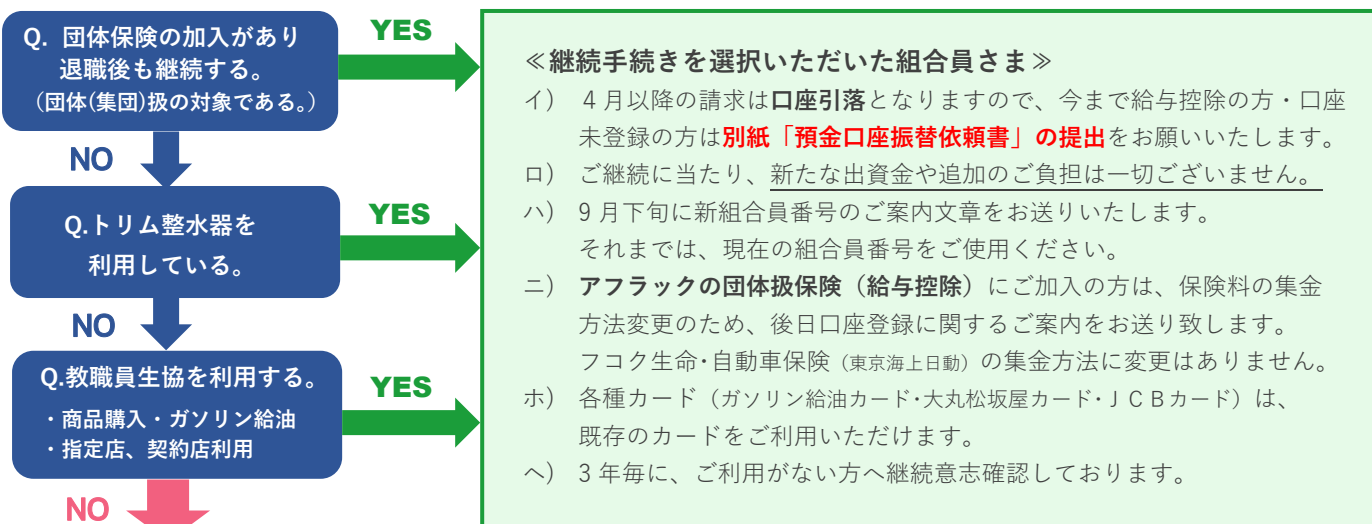 Q. 団体保険の加入があり
退職後も継続する。
（団体(集団)扱の対象である。）
YES
NO
Q.トリム整水器を
利用している。
YES
NO
Q.教職員生協を利用する。
・商品購入・ガソリン給油
・指定店、契約店利用
YES
NO
≪継続手続きを選択いただいた組合員さま≫
イ） 4月以降の請求は口座引落となりますので、今まで給与控除の方・口座
未登録の方は別紙「預金口座振替依頼書」の提出をお願いいたします。
ロ） ご継続に当たり、新たな出資金や追加のご負担は一切ございません。
ハ） 9月下旬に新組合員番号のご案内文章をお送りいたします。
それまでは、現在の組合員番号をご使用ください。
ニ） アフラックの団体扱保険（給与控除）にご加入の方は、保険料の集金
方法変更のため、後日口座登録に関するご案内をお送り致します。
フコク生命･自動車保険（東京海上日動）の集金方法に変更はありません。
ホ） 各種カード（ガソリン給油カード･大丸松坂屋カード･ＪＣＢカード）は、
既存のカードをご利用いただけます。
ヘ） 3年毎に、ご利用がない方へ継続意志確認しております。